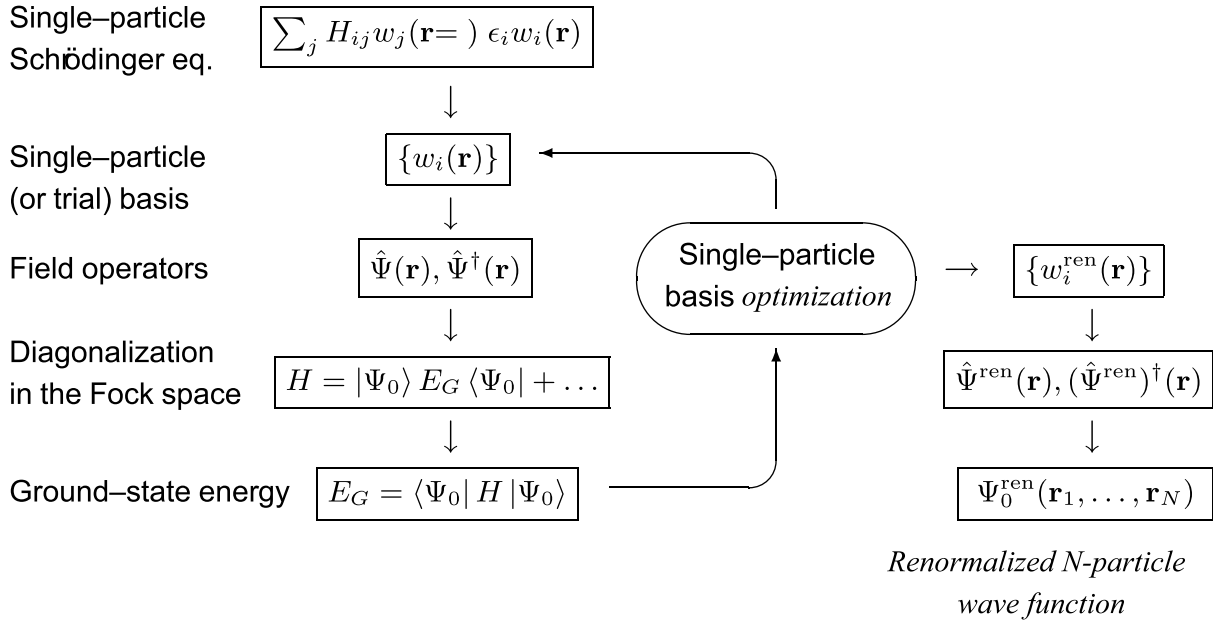 Single–particle
Schrödinger eq.
∑_j H_{ij} w_j(r= ) ϵ_i w_i(r)
↓
Single–particle
(or trial) basis
{w_i(r)}
↓
Field operators
Ψ̂(r), Ψ̂†(r)
↓
Diagonalization
in the Fock space
H = |Ψ_0⟩ E_G ⟨Ψ_0| + …
↓
Ground–state energy
E_G = ⟨Ψ_0| H |Ψ_0⟩
Single–particle
basis optimization
→
{w_i^{ren}(r)}
↓
Ψ̂^{ren}(r), (Ψ̂^{ren})†(r)
↓
Ψ_0^{ren}(r_1, …, r_N)
Renormalized N-particle
wave function